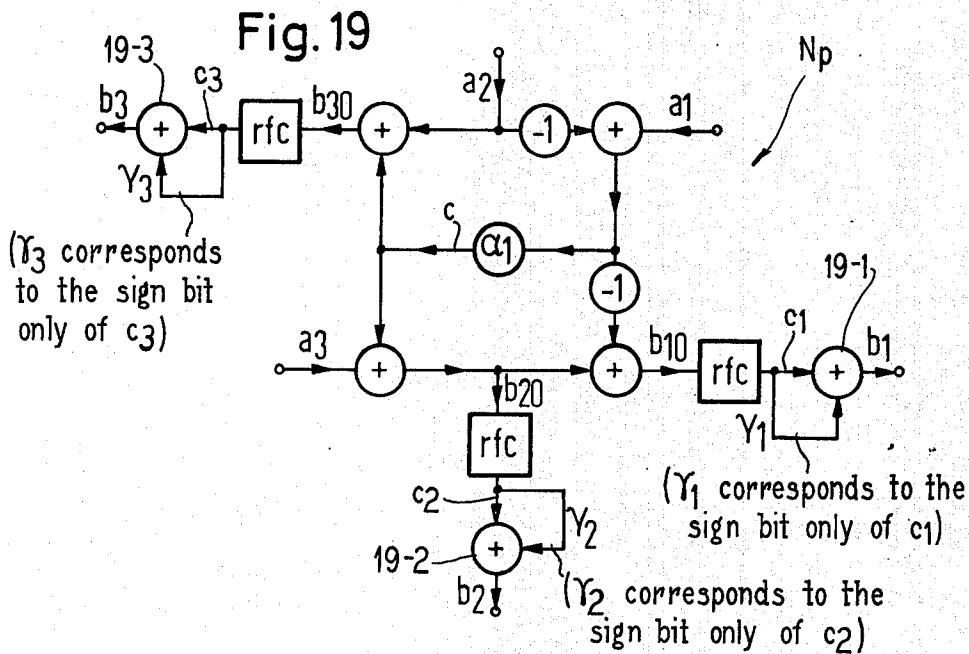 Fig. 19
19-3
Np
b3
c3
b30
a2
a1
+
rfc
+
-1
+
γ3
c
α1
(γ3 corresponds
to the sign bit
only of c3)
-1
19-1
a3
+
b20
+
b10
rfc
c1
+
b1
rfc
γ1
(γ1 corresponds to the
sign bit only of c1)
c2
γ2
19-2
+
b2
(γ2 corresponds to the
sign bit only of c2)